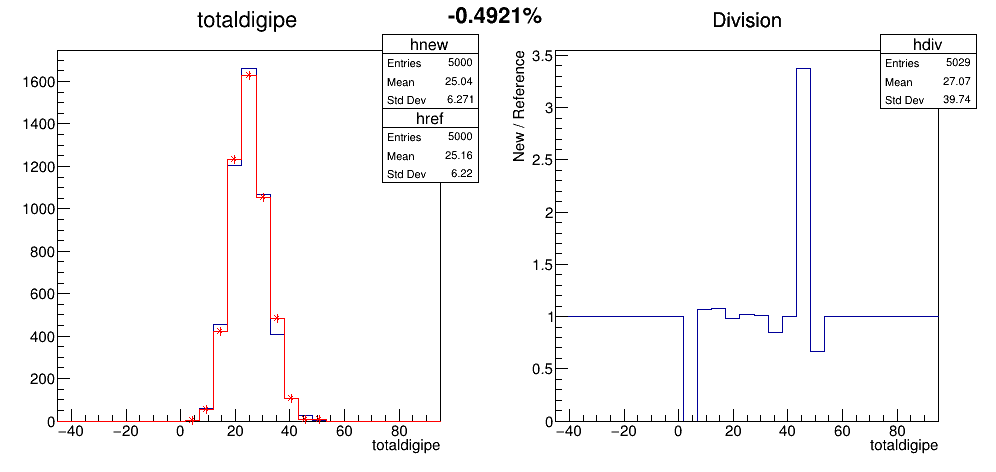 -0.4921%
totaldigipe
hnew
Entries 5000
Mean 25.04
Std Dev 6.271
href
Entries 5000
Mean 25.16
Std Dev 6.22
1600
1400
1200
1000
800
600
400
200
0
−40 −20 0 20 40 60 80
totaldigipe
Division
hdiv
Entries 5029
Mean 27.07
Std Dev 39.74
New / Reference
3.5
3
2.5
2
1.5
1
0.5
0
−40 −20 0 20 40 60 80
totaldigipe